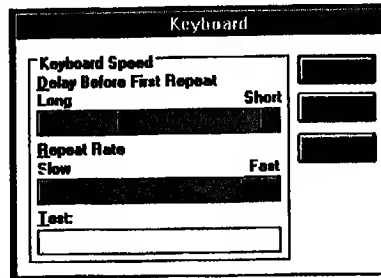 Keyboard
Keyboard Speed
Delay Before First Repeat
Long Short
Repeat Rate
Slow Fast
Test: